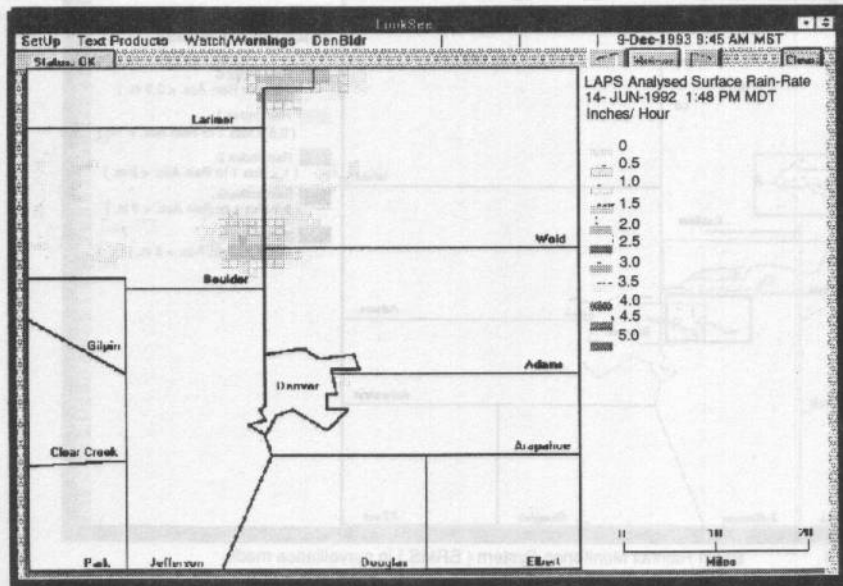 LookSee
SetUp Text Products Watch/Warnings DenBldr 9-Dec-1993 9:45 AM MST
Status: OK Clear
LAPS Analysed Surface Rain-Rate
14- JUN-1992 1:48 PM MDT
Inches/ Hour
0
0.5
1.0
1.5
2.0
2.5
3.0
3.5
4.0
4.5
5.0
Larimer
Weld
Boulder
Gilpin
Adams
Denver
Clear Creek
Arapahoe
Park Jefferson Douglas Elbert
0 10 20
Miles